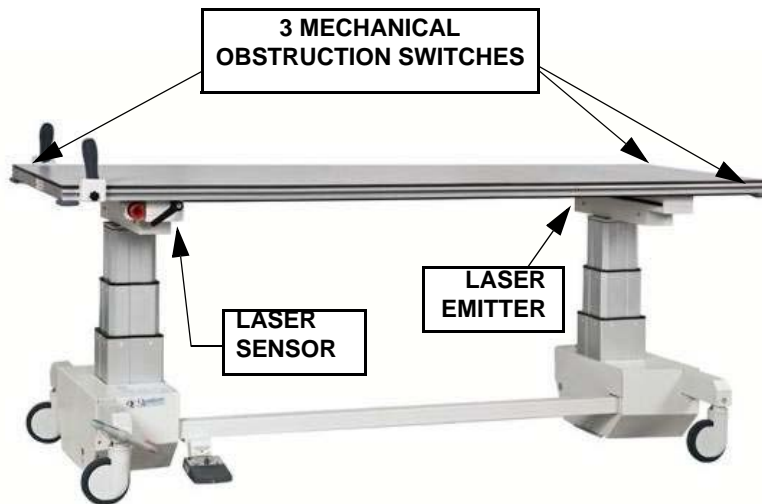 3 MECHANICAL
OBSTRUCTION SWITCHES
LASER
EMITTER
LASER
SENSOR